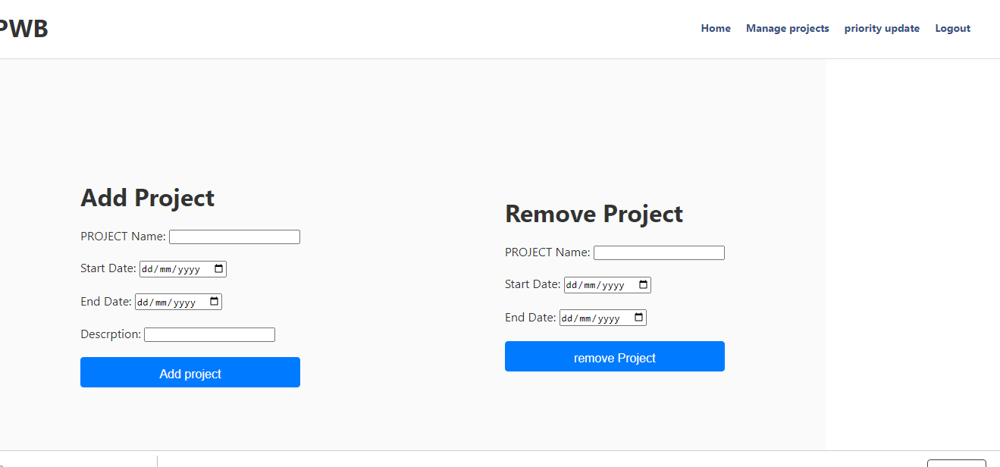 PWB
Home Manage projects priority update Logout
Add Project
PROJECT Name:
Start Date: dd/mm/yyyy
End Date: dd/mm/yyyy
Descrption:
Add project
Remove Project
PROJECT Name:
Start Date: dd/mm/yyyy
End Date: dd/mm/yyyy
remove Project